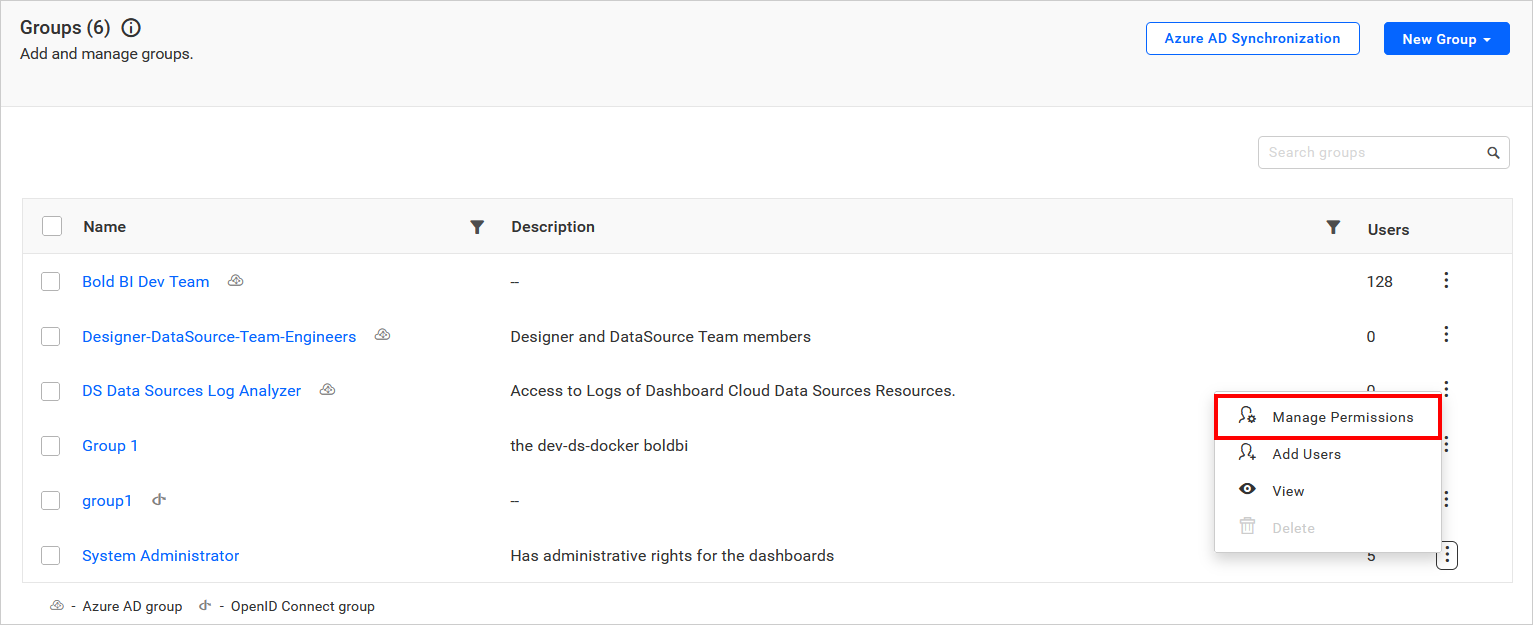 Groups (6)
Add and manage groups.
Azure AD Synchronization
New Group
Search groups
Name Description Users
Bold BI Dev Team -- 128
Designer-DataSource-Team-Engineers Designer and DataSource Team members 0
DS Data Sources Log Analyzer Access to Logs of Dashboard Cloud Data Sources Resources. 0
Group 1 the dev-ds-docker boldbi
group1 --
System Administrator Has administrative rights for the dashboards 5
Manage Permissions
Add Users
View
Delete
- Azure AD group - OpenID Connect group